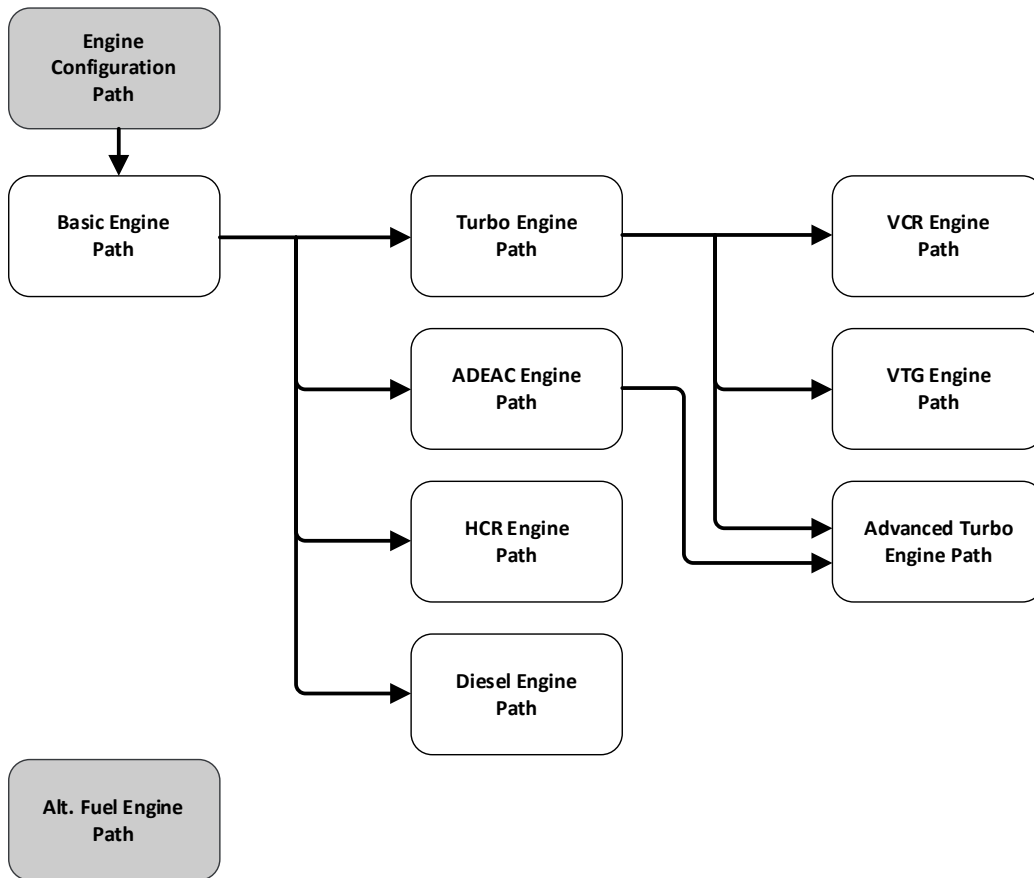 Engine
Configuration
Path
Basic Engine
Path
Turbo Engine
Path
VCR Engine
Path
ADEAC Engine
Path
VTG Engine
Path
HCR Engine
Path
Advanced Turbo
Engine Path
Diesel Engine
Path
Alt. Fuel Engine
Path